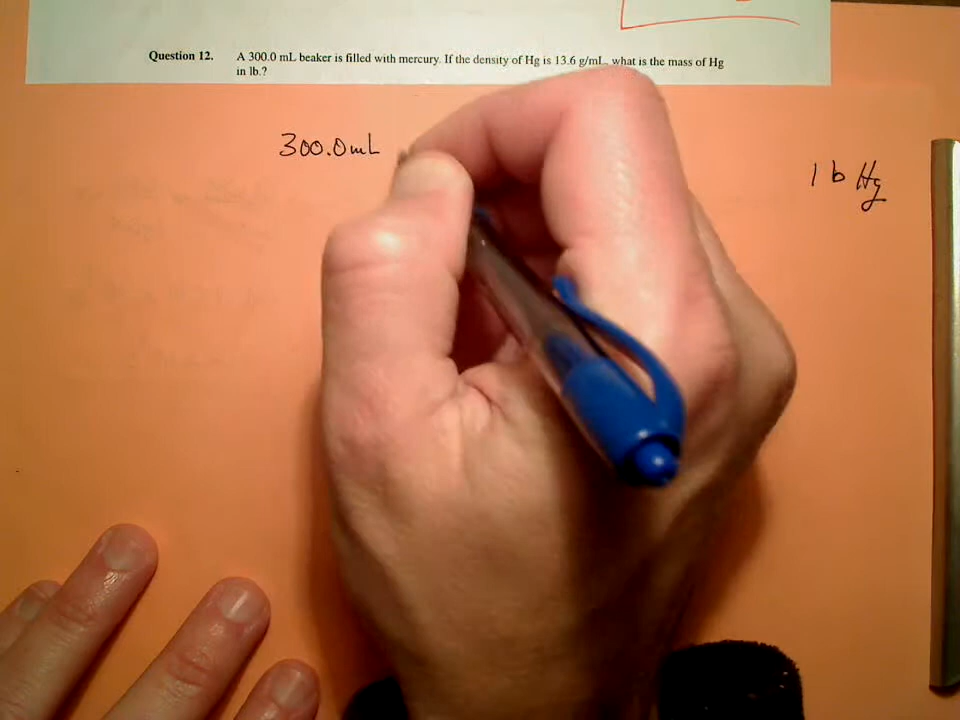 Question 12. A 300.0 mL beaker is filled with mercury. If the density of Hg is 13.6 g/mL, what is the mass of Hg
in lb.?
300.0mL
lb Hg